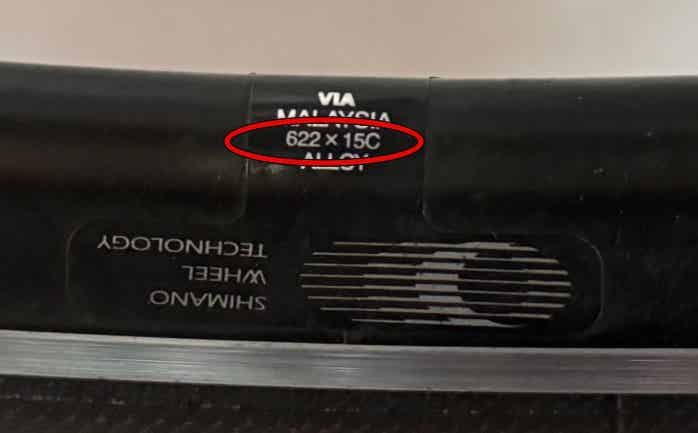 VIA
MALAYSIA
622 × 15C
ALLOY
SHIMANO
WHEEL
TECHNOLOGY